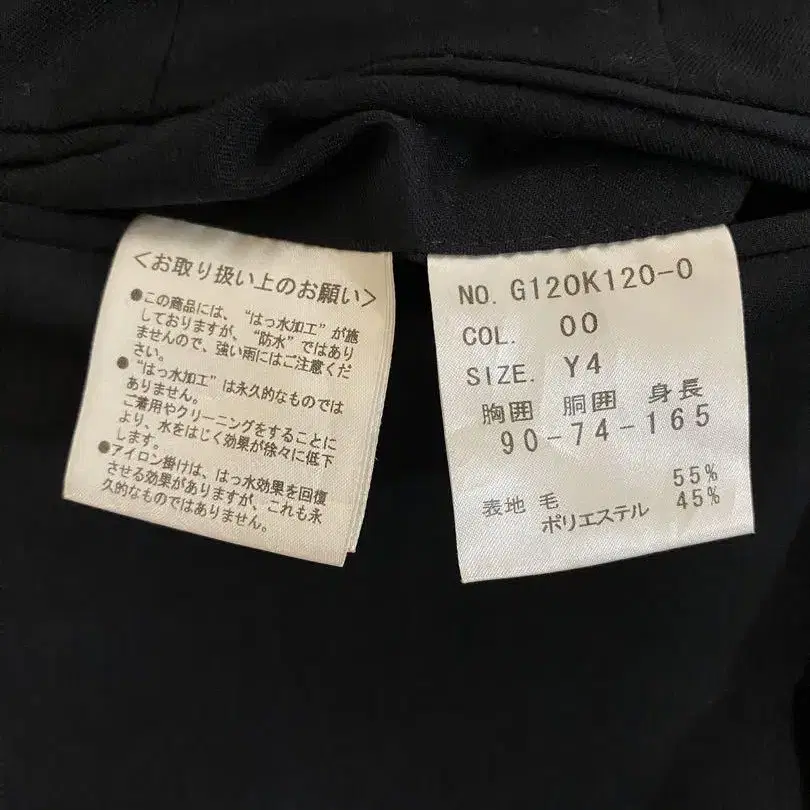 <お取り扱い上のお願い>
●この商品には、“はっ水加工”が施
しておりますが、“防水”ではあり
ませんので、強い雨にはご注意くだ
さい。
●“はっ水加工”は永久的なものでは
ありません。
ご着用やクリーニングをすることに
より、水をはじく効果が徐々に低下
します。
●アイロン掛けは、はっ水効果を回復
させる効果がありますが、これも永
久的なものではありません。
NO. G120K120-0
COL. 00
SIZE. Y4
胸囲 胴囲 身長
90-74-165
表地 毛 55%
ポリエステル 45%